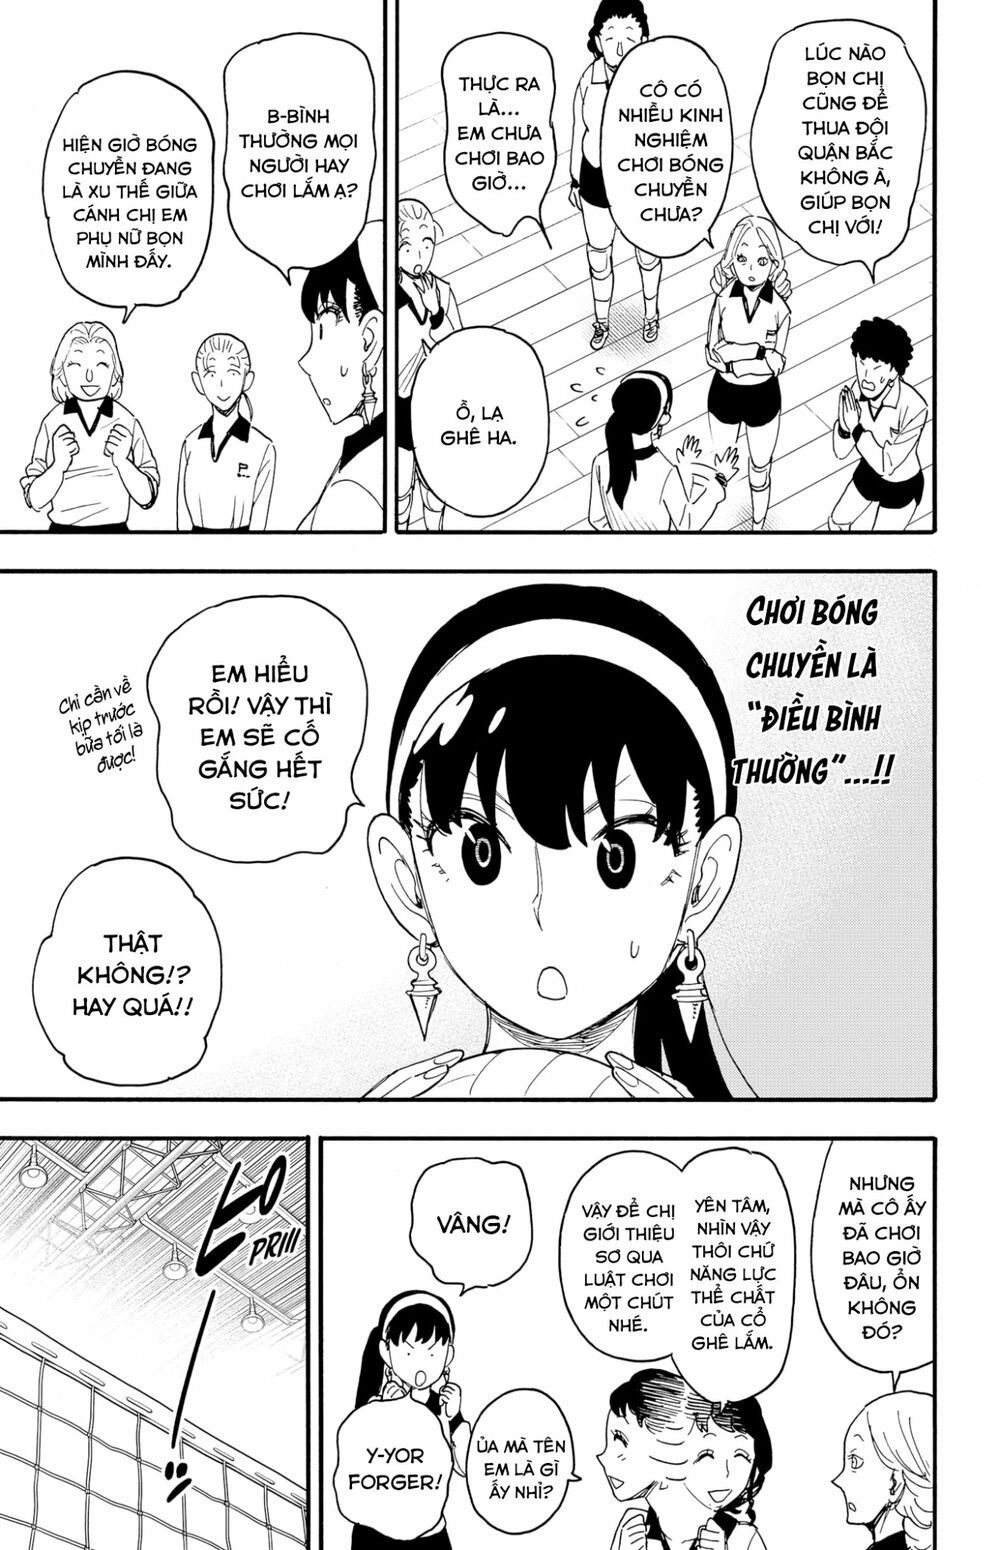 LÚC NÀO
BỌN CHỊ
CŨNG ĐỂ
THUA ĐỘI
QUẬN BẮC
KHÔNG À,
GIÚP BỌN
CHỊ VỚI!
CÔ CÓ
NHIỀU KINH
NGHIỆM
CHƠI BÓNG
CHUYỀN
CHƯA?
THỰC RA
LÀ...
EM CHƯA
CHƠI BAO
GIỜ...
Ồ, LẠ
GHÊ HA.
B-BÌNH
THƯỜNG MỌI
NGƯỜI HAY
CHƠI LẮM Ạ?
HIỆN GIỜ BÓNG
CHUYỀN ĐANG
LÀ XU THẾ GIỮA
CÁNH CHỊ EM
PHỤ NỮ BỌN
MÌNH ĐẤY.
CHƠI BÓNG
CHUYỀN LÀ
“ĐIỀU BÌNH
THƯỜNG”...!!
EM HIỂU
RỒI! VẬY THÌ
EM SẼ CỐ
GẮNG HẾT
SỨC!
Chỉ cần về
kịp trước
bữa tối là
được!
THẬT
KHÔNG!?
HAY QUÁ!!
NHƯNG
MÀ CÔ ẤY
ĐÃ CHƠI
BAO GIỜ
ĐÂU, ỔN
KHÔNG
ĐÓ?
YÊN TÂM,
NHÌN VẬY
THÔI CHỨ
NĂNG LỰC
THỂ CHẤT
CỦA CỔ
GHÊ LẮM.
VẬY ĐỂ CHỊ
GIỚI THIỆU
SƠ QUA
LUẬT CHƠI
MỘT CHÚT
NHÉ.
VÂNG!
ỦA MÀ TÊN
EM LÀ GÌ
ẤY NHỈ?
Y-YOR
FORGER!
ピーッ
PRIII